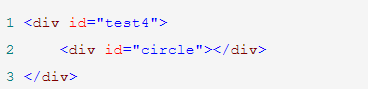 1 <div id="test4">
2     <div id="circle"></div>
3 </div>